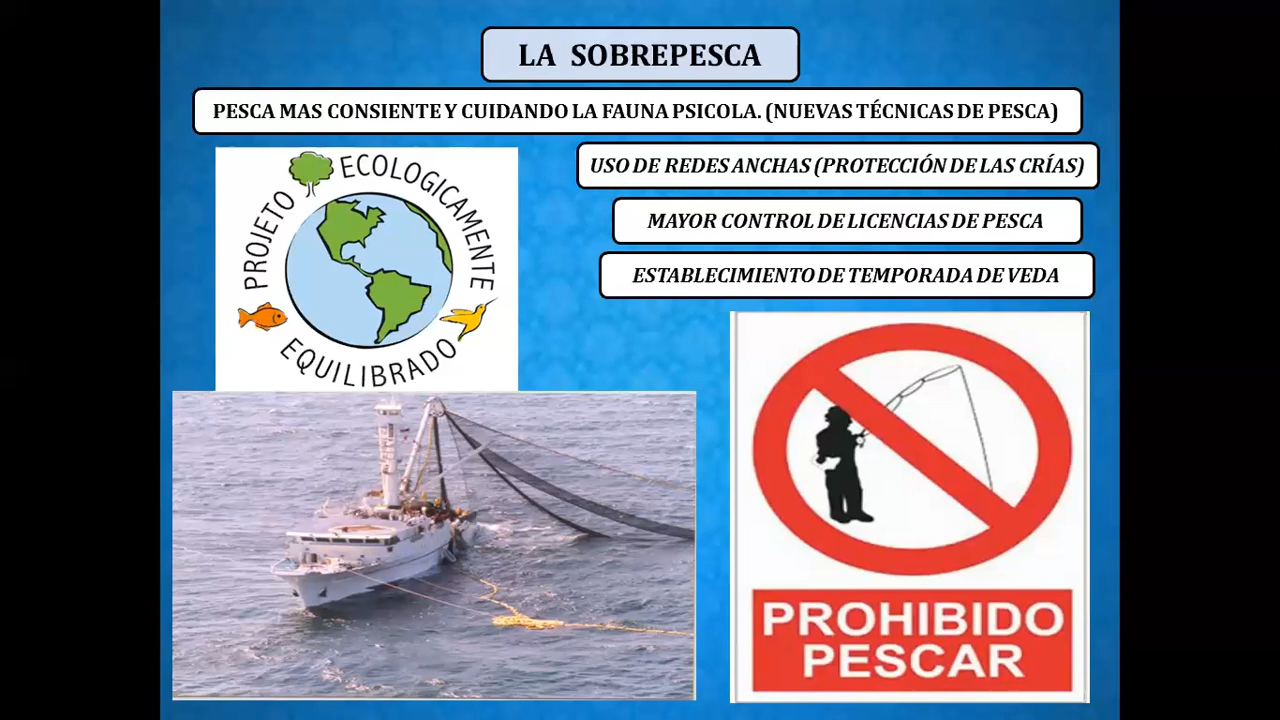 LA SOBREPESCA
PESCA MAS CONSIENTE Y CUIDANDO LA FAUNA PSICOLA. (NUEVAS TÉCNICAS DE PESCA)
USO DE REDES ANCHAS (PROTECCIÓN DE LAS CRÍAS)
MAYOR CONTROL DE LICENCIAS DE PESCA
ESTABLECIMIENTO DE TEMPORADA DE VEDA
PROJETO ECOLOGICAMENTE
EQUILIBRADO
PROHIBIDO
PESCAR